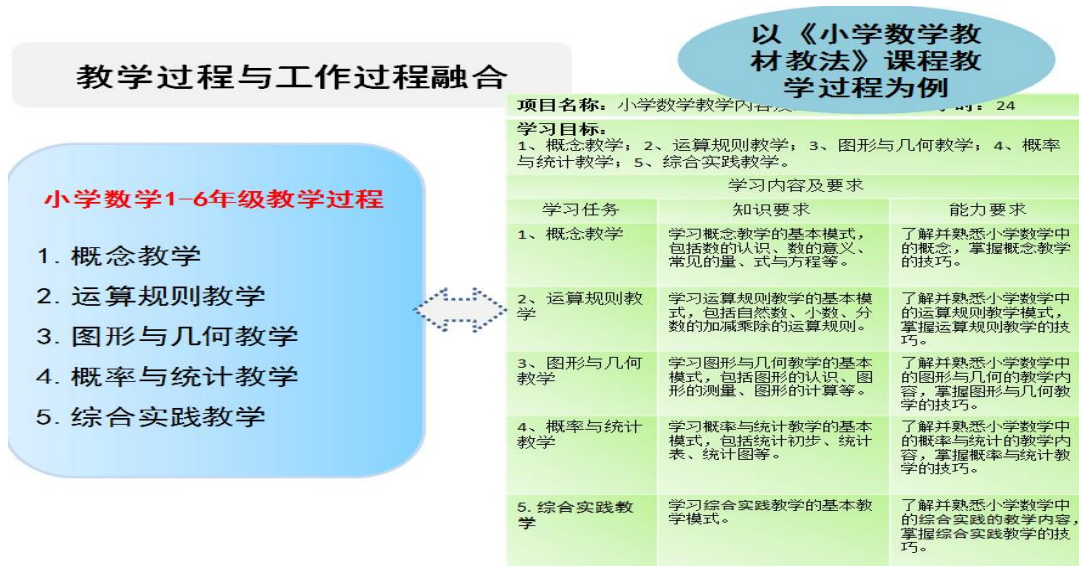 教学过程与工作过程融合
以《小学数学教
材教法》课程教
学过程为例
小学数学1-6年级教学过程
1. 概念教学
2. 运算规则教学
3. 图形与几何教学
4. 概率与统计教学
5. 综合实践教学
项目名称：小学数学教学内容 24
学习目标：
1、概念教学；2、运算规则教学；3、图形与几何教学；4、概率
与统计教学；5、综合实践教学。
学习内容及要求
学习任务 知识要求 能力要求
1、概念教学
学习概念教学的基本模式，
包括数的认识、数的意义、
常见的量、式与方程等。
了解并熟悉小学数学中
的概念，掌握概念教学
的技巧。
2、运算规则教
学
学习运算规则教学的基本模
式，包括自然数、小数、分
数的加减乘除的运算规则。
了解并熟悉小学数学中
的运算规则教学模式，
掌握运算规则教学的技
巧。
3、图形与几何
教学
学习图形与几何教学的基本
模式，包括图形的认识、图
形的测量、图形的计算等。
了解并熟悉小学数学中
的图形与几何的教学内
容，掌握图形与几何教
学的技巧。
4、概率与统计
教学
学习概率与统计教学的基本
模式，包括统计初步、统计
表、统计图等。
了解并熟悉小学数学中
的概率与统计的教学内
容，掌握概率与统计教
学的技巧。
5. 综合实践教
学
学习综合实践教学的基本教
学模式。
了解并熟悉小学数学中
的综合实践的教学内容，
掌握综合实践教学的技
巧。